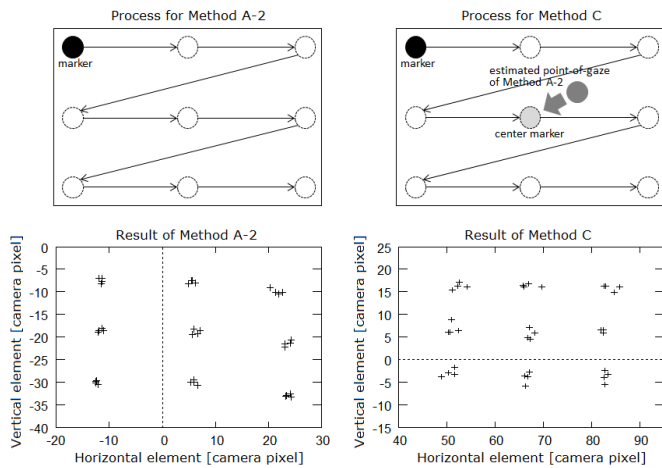 Process for Method A-2
marker
Process for Method C
marker
estimated point-of-gaze
of Method A-2
center marker
Result of Method A-2
Vertical element [camera pixel]
0
-5
-10
-15
-20
-25
-30
-35
-40
-20
-10
0
10
20
30
Horizontal element [camera pixel]
Result of Method C
Vertical element [camera pixel]
25
20
15
10
5
0
-5
-10
-15
40
50
60
70
80
90
Horizontal element [camera pixel]